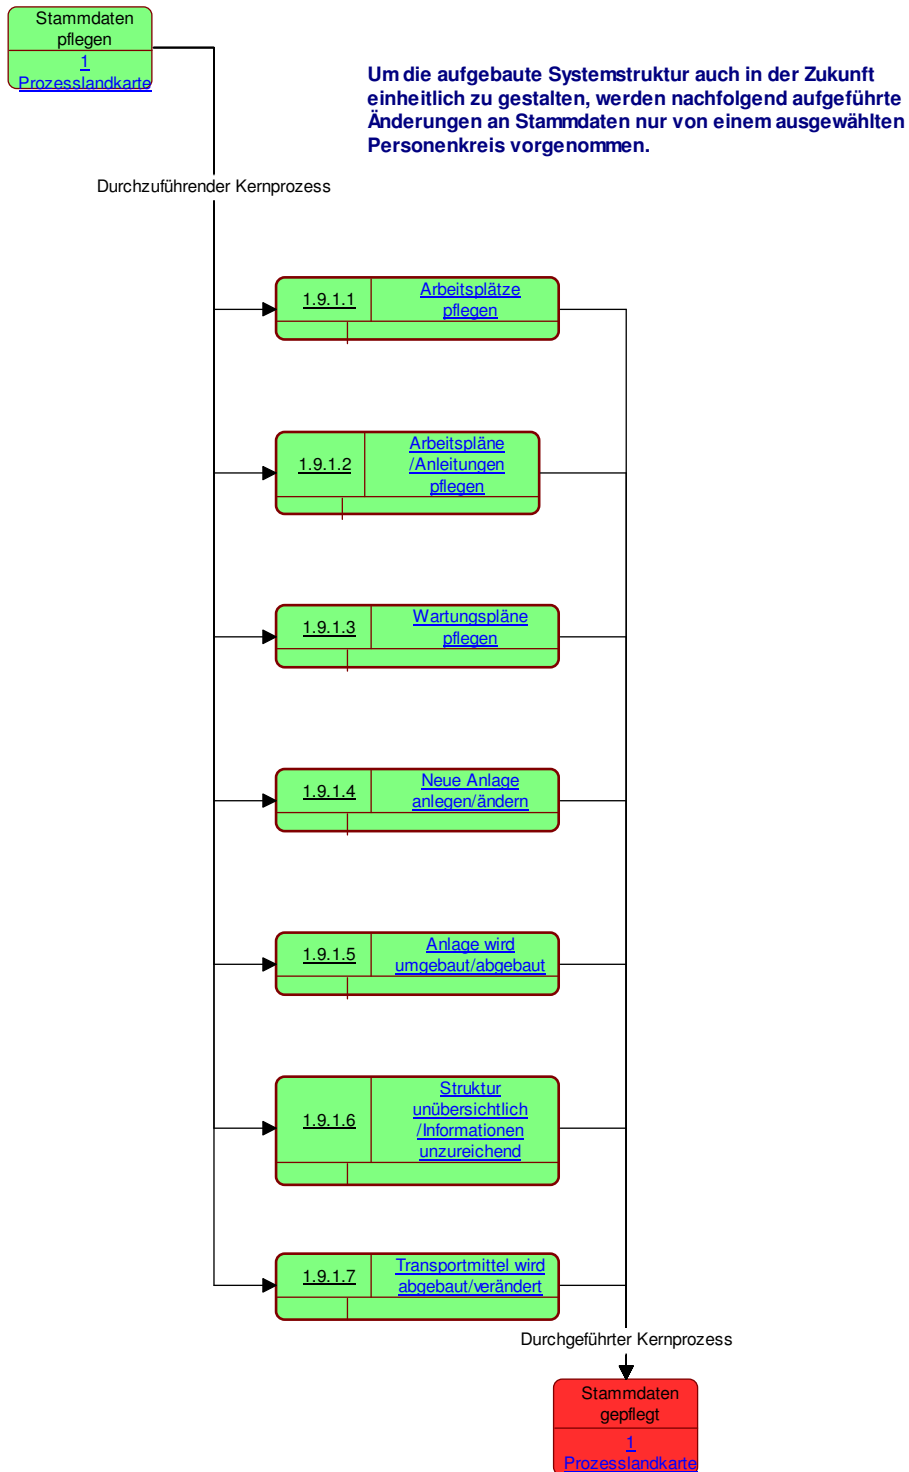 Stammdaten
pflegen
1
Prozesslandkarte
Um die aufgebaute Systemstruktur auch in der Zukunft
einheitlich zu gestalten, werden nachfolgend aufgeführte
Änderungen an Stammdaten nur von einem ausgewählten
Personenkreis vorgenommen.
Durchzuführender Kernprozess
1.9.1.1
Arbeitsplätze
pflegen
1.9.1.2
Arbeitspläne
/Anleitungen
pflegen
1.9.1.3
Wartungspläne
pflegen
1.9.1.4
Neue Anlage
anlegen/ändern
1.9.1.5
Anlage wird
umgebaut/abgebaut
1.9.1.6
Struktur
unübersichtlich
/Informationen
unzureichend
1.9.1.7
Transportmittel wird
abgebaut/verändert
Durchgeführter Kernprozess
Stammdaten
gepflegt
1
Prozesslandkarte